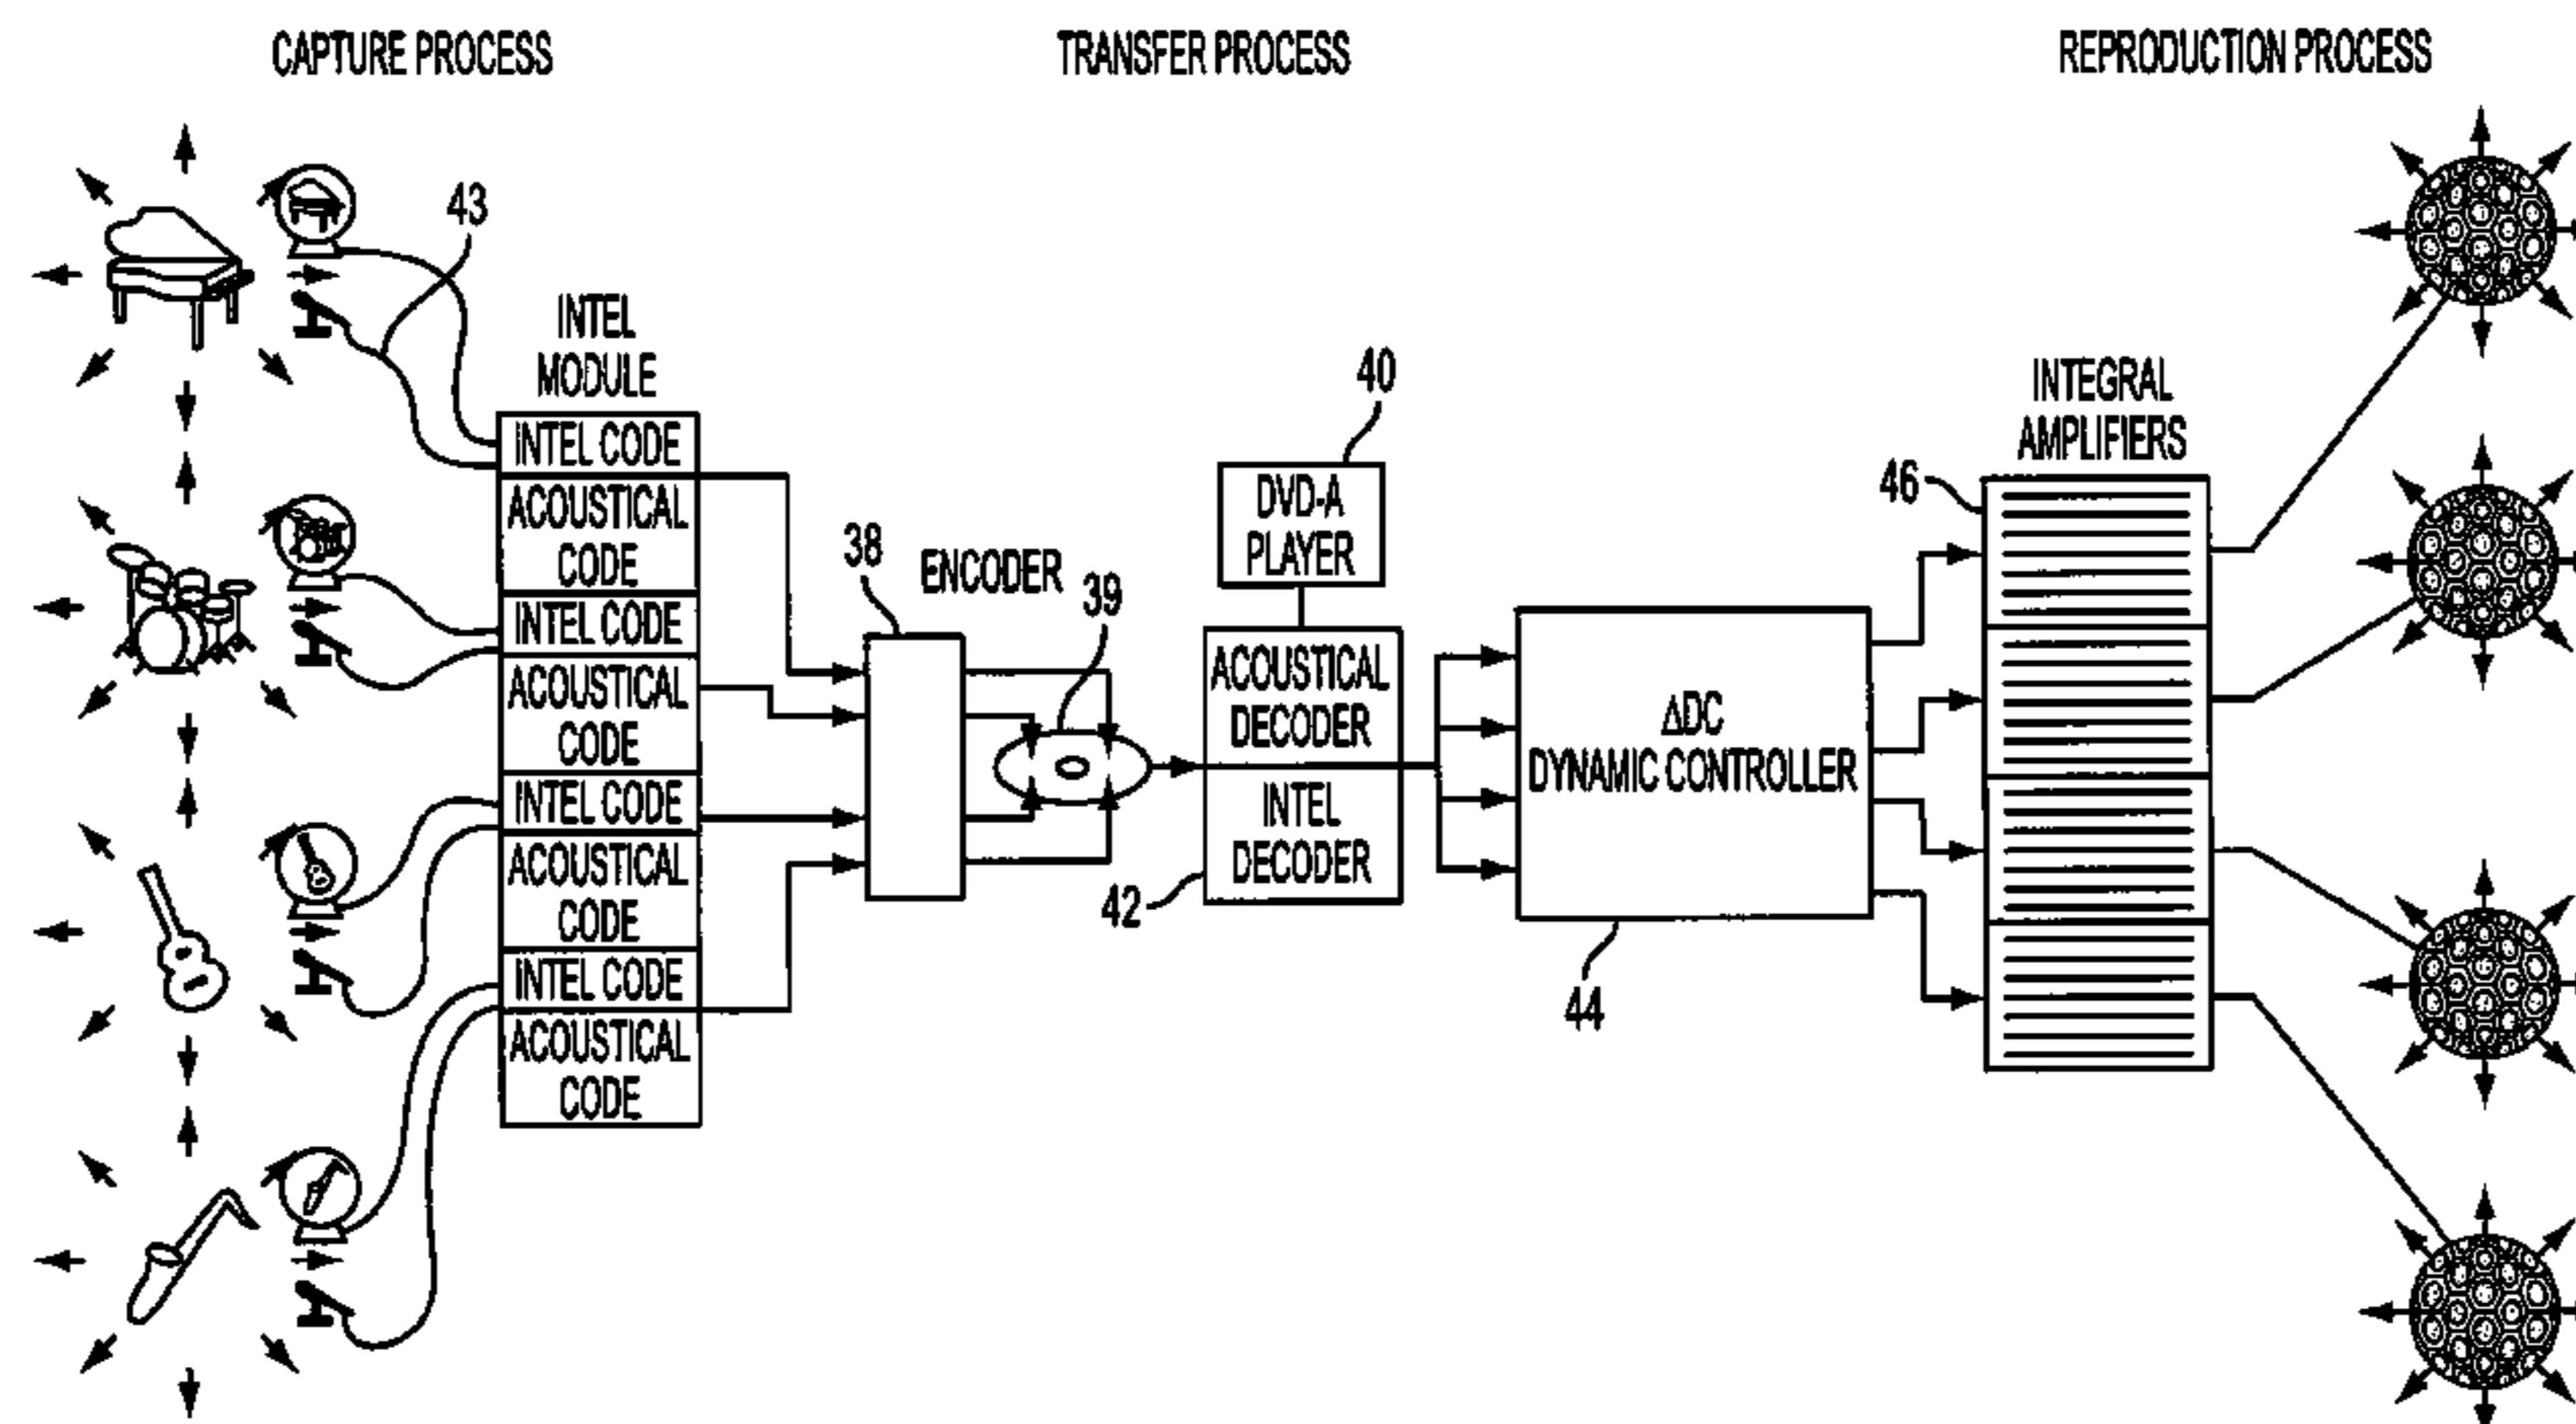 CAPTURE PROCESS
TRANSFER PROCESS
REPRODUCTION PROCESS
43
INTEL
MODULE
INTEL CODE
ACOUSTICAL
CODE
INTEL CODE
ACOUSTICAL
CODE
INTEL CODE
ACOUSTICAL
CODE
INTEL CODE
ACOUSTICAL
CODE
38
ENCODER
39
40
DVD-A
PLAYER
ACOUSTICAL
DECODER
INTEL
DECODER
42
ΔDC
DYNAMIC CONTROLLER
44
INTEGRAL
AMPLIFIERS
46